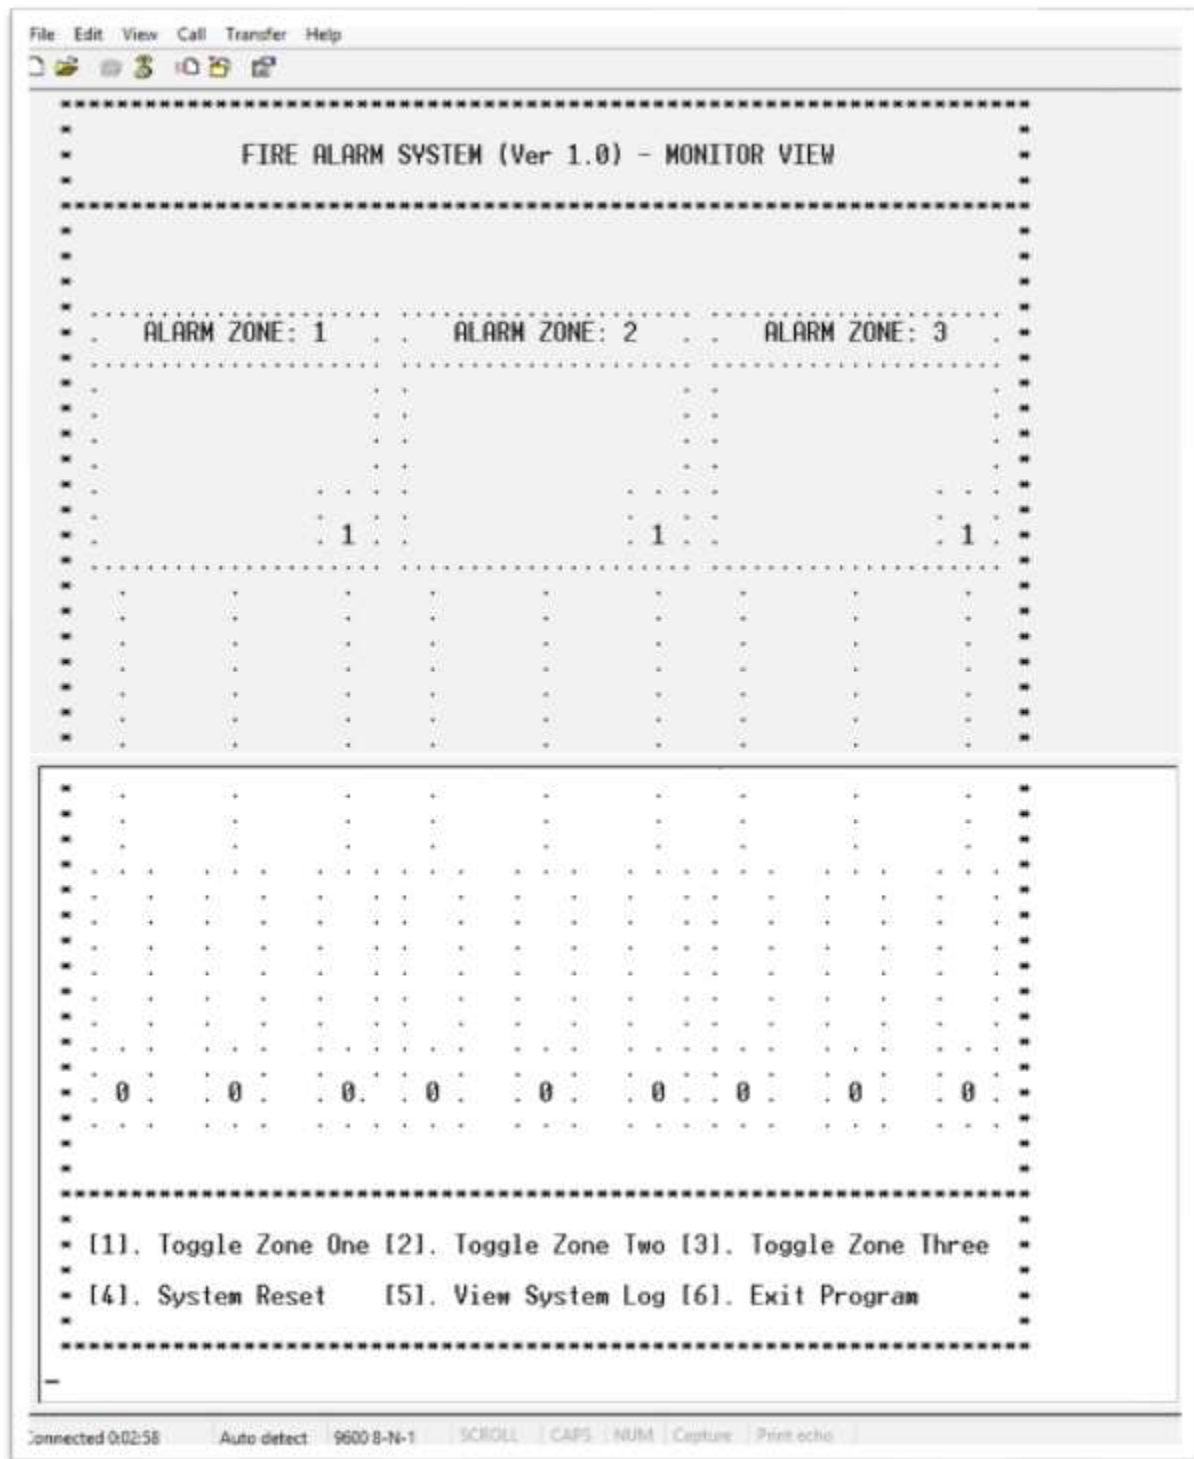 File Edit View Call Transfer Help
FIRE ALARM SYSTEM (Ver 1.0) - MONITOR VIEW
ALARM ZONE: 1 ALARM ZONE: 2 ALARM ZONE: 3
1 1 1
0 0 0 0 0 0 0 0 0
[1]. Toggle Zone One [2]. Toggle Zone Two [3]. Toggle Zone Three
[4]. System Reset [5]. View System Log [6]. Exit Program
Connected 0:02:58 Auto detect 9600 8-N-1 SCROLL CAPS NUM Capture Print echo